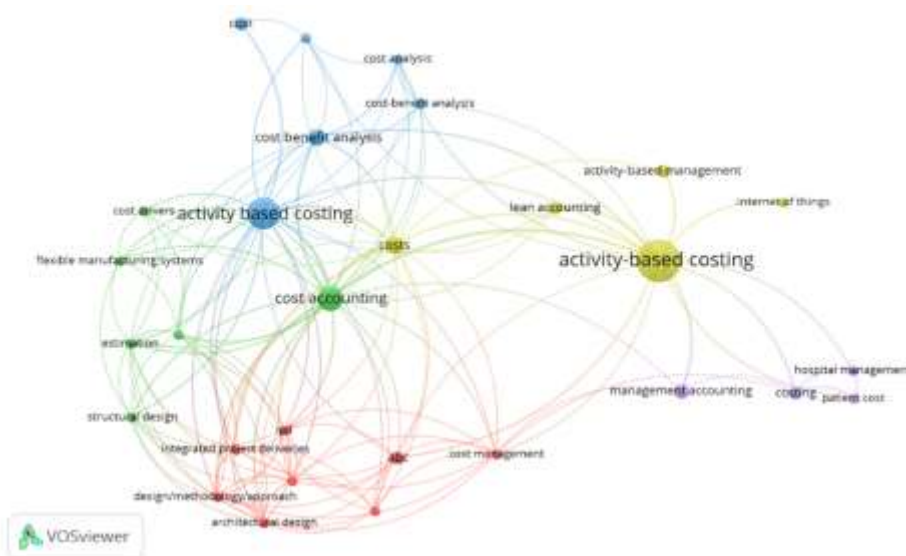 cost
cost analysis
cost-benefit analysis
cost benefit analysis
activity-based management
internet of things
lean accounting
cost drivers
activity based costing
costs
flexible manufacturing systems
activity-based costing
cost accounting
estimation
hospital management
management accounting
costing
patient cost
structural design
integrated project deliveries
abc
cost management
design/methodology/approach
architectural design
VOSviewer